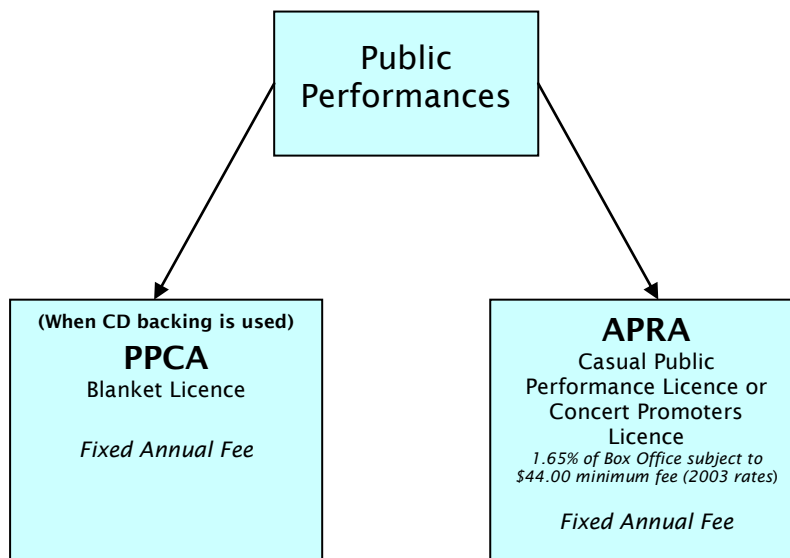 Public
Performances
(When CD backing is used)
PPCA
Blanket Licence
Fixed Annual Fee
APRA
Casual Public
Performance Licence or
Concert Promoters
Licence
1.65% of Box Office subject to
$44.00 minimum fee (2003 rates)
Fixed Annual Fee